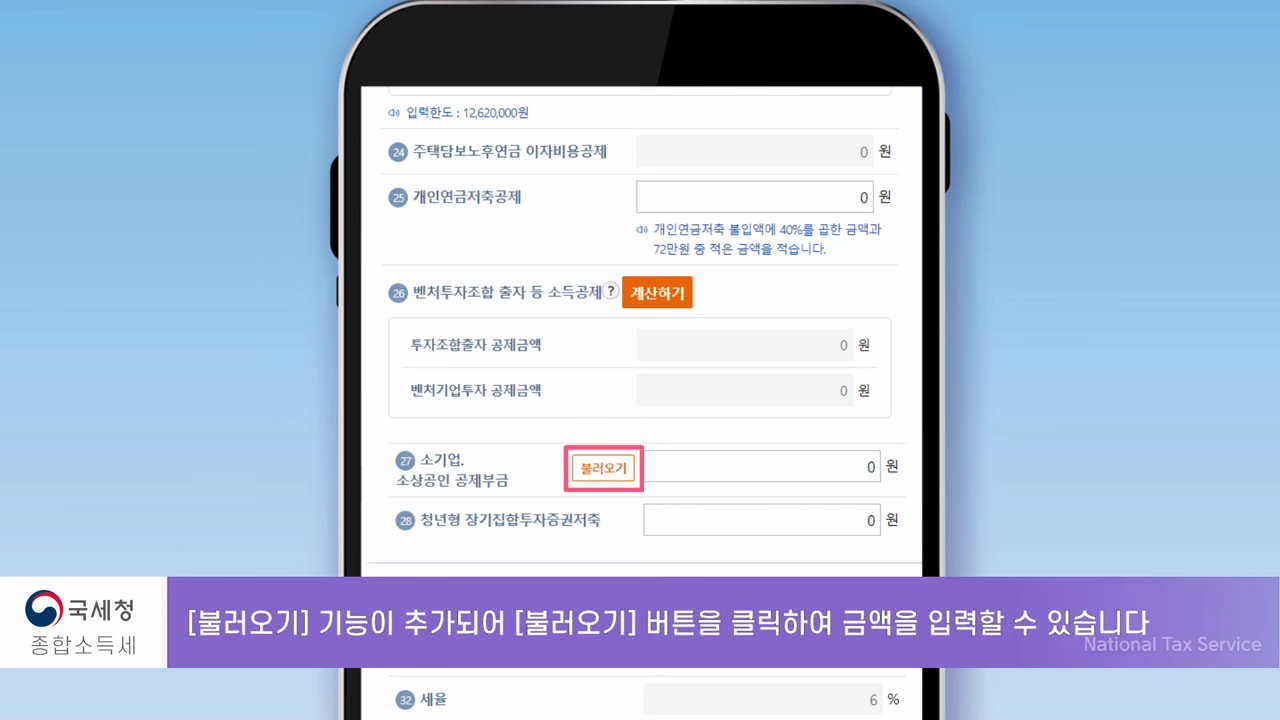 입력한도 : 12,620,000원
24 주택담보노후연금 이자비용공제 0 원
25 개인연금저축공제 0 원
개인연금저축 불입액에 40%를 곱한 금액과
72만원 중 적은 금액을 적습니다.
26 벤처투자조합 출자 등 소득공제 ? 계산하기
투자조합출자 공제금액 0 원
벤처기업투자 공제금액 0 원
27 소기업.
소상공인 공제부금 불러오기 0 원
28 청년형 장기집합투자증권저축 0 원
국세청
종합소득세
[불러오기] 기능이 추가되어 [불러오기] 버튼을 클릭하여 금액을 입력할 수 있습니다
National Tax Service
32 세율 6 %